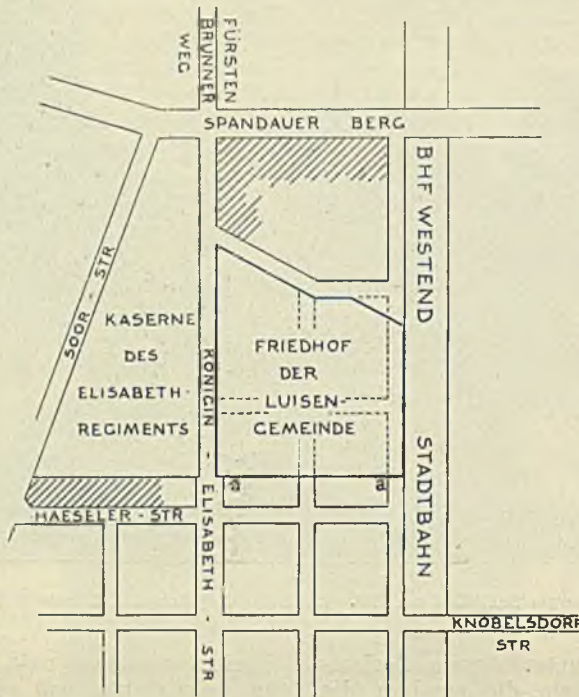 FÜRSTEN
BRUNNER
WEG
SPANDAUER BERG
BHF WESTEND
STADTBAHN
SOOR - STR
KASERNE
DES
ELISABETH-
REGIMENTS
KÖNIGIN - ELISABETH - STR
FRIEDHOF
DER
LUISEN-
GEMEINDE
HAESELER - STR
KNOBELSDORF
STR